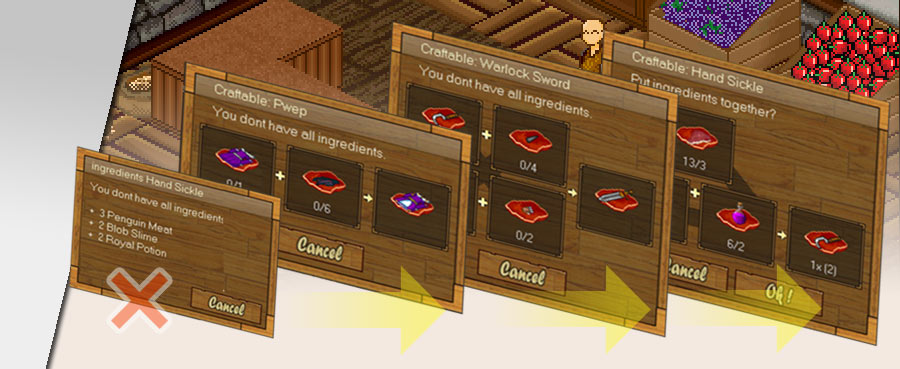 ingredients Hand Sickle
You dont have all ingredients
• 3 Penguin Meat
• 2 Blob Slime
• 2 Royal Potion
Cancel
Craftable: Pwep
You dont have all ingredients.
0/1
+
0/6
Cancel
Craftable: Warlock Sword
You dont have all ingredients.
+
0/4
+
0/2
Cancel
Craftable: Hand Sickle
Put ingredients together?
13/3
+
6/2
1x (2)
Cancel
Ok!